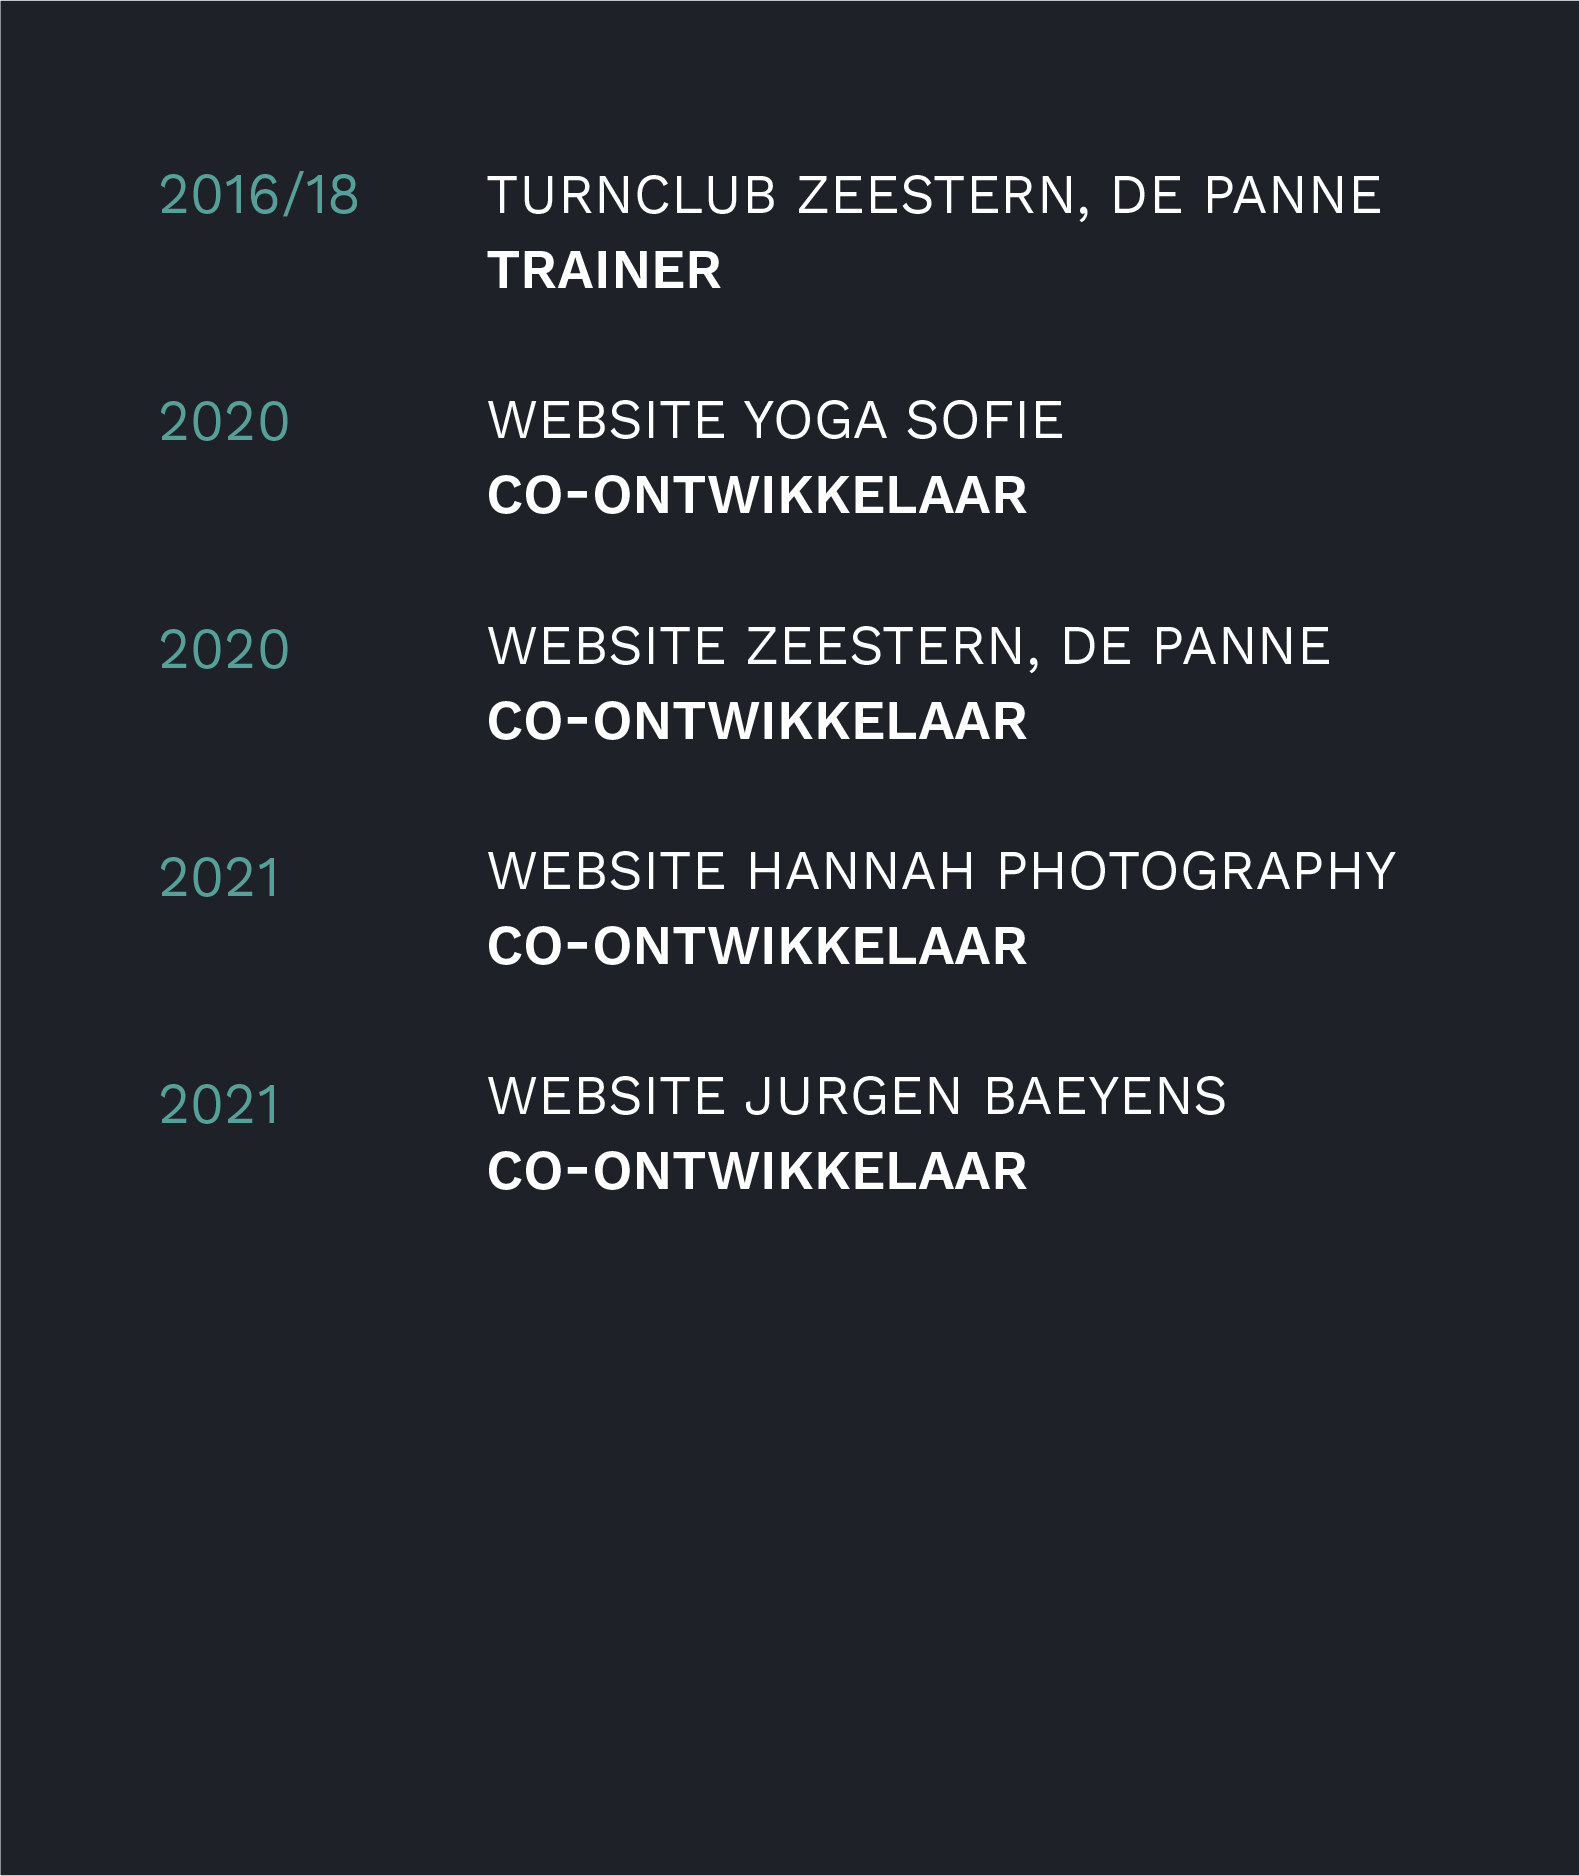 2016/18 TURNCLUB ZEESTERN, DE PANNE
TRAINER
2020 WEBSITE YOGA SOFIE
CO-ONTWIKKELAAR
2020 WEBSITE ZEESTERN, DE PANNE
CO-ONTWIKKELAAR
2021 WEBSITE HANNAH PHOTOGRAPHY
CO-ONTWIKKELAAR
2021 WEBSITE JURGEN BAEYENS
CO-ONTWIKKELAAR